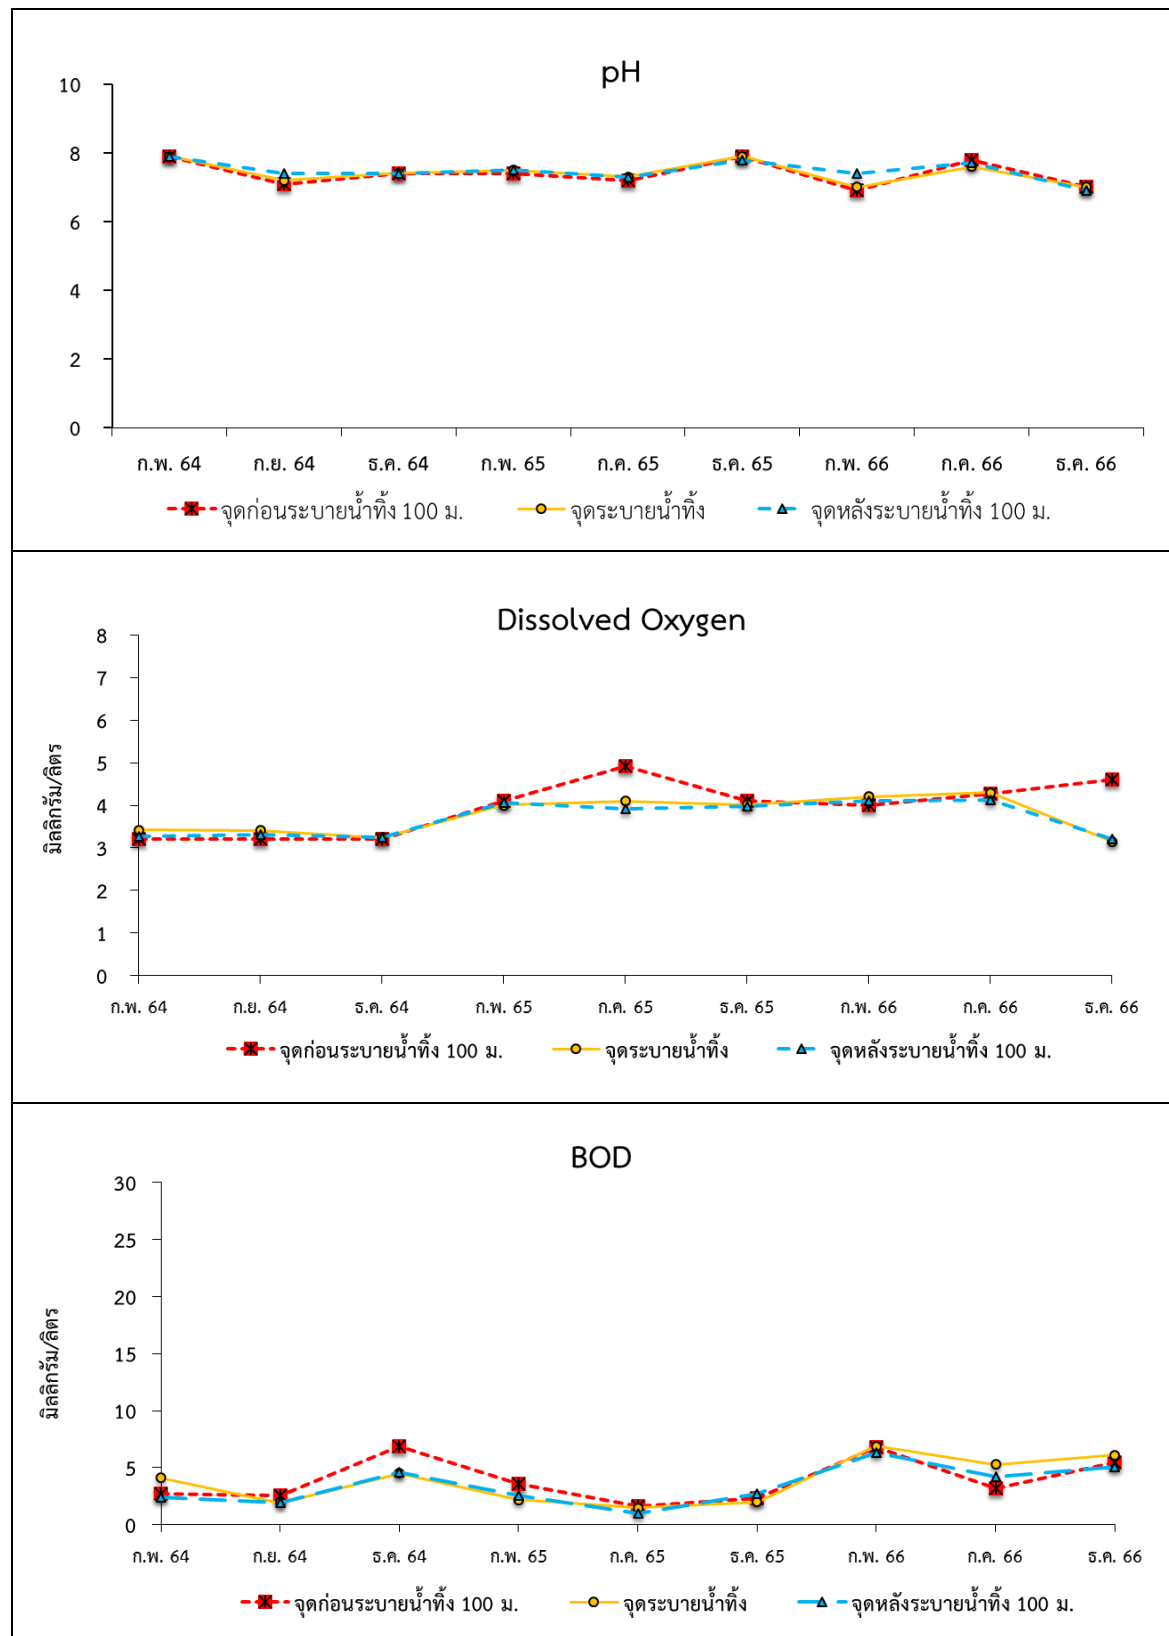 pH
10
8
6
4
2
0
ก.พ. 64 ก.ย. 64 ธ.ค. 64 ก.พ. 65 ก.ค. 65 ธ.ค. 65 ก.พ. 66 ก.ค. 66 ธ.ค. 66
จุดก่อนระบายน้ำทิ้ง 100 ม. จุดระบายน้ำทิ้ง จุดหลังระบายน้ำทิ้ง 100 ม.
Dissolved Oxygen
มิลลิกรัม/ลิตร
8
7
6
5
4
3
2
1
0
ก.พ. 64 ก.ย. 64 ธ.ค. 64 ก.พ. 65 ก.ค. 65 ธ.ค. 65 ก.พ. 66 ก.ค. 66 ธ.ค. 66
จุดก่อนระบายน้ำทิ้ง 100 ม. จุดระบายน้ำทิ้ง จุดหลังระบายน้ำทิ้ง 100 ม.
BOD
มิลลิกรัม/ลิตร
30
25
20
15
10
5
0
ก.พ. 64 ก.ย. 64 ธ.ค. 64 ก.พ. 65 ก.ค. 65 ธ.ค. 65 ก.พ. 66 ก.ค. 66 ธ.ค. 66
จุดก่อนระบายน้ำทิ้ง 100 ม. จุดระบายน้ำทิ้ง จุดหลังระบายน้ำทิ้ง 100 ม.